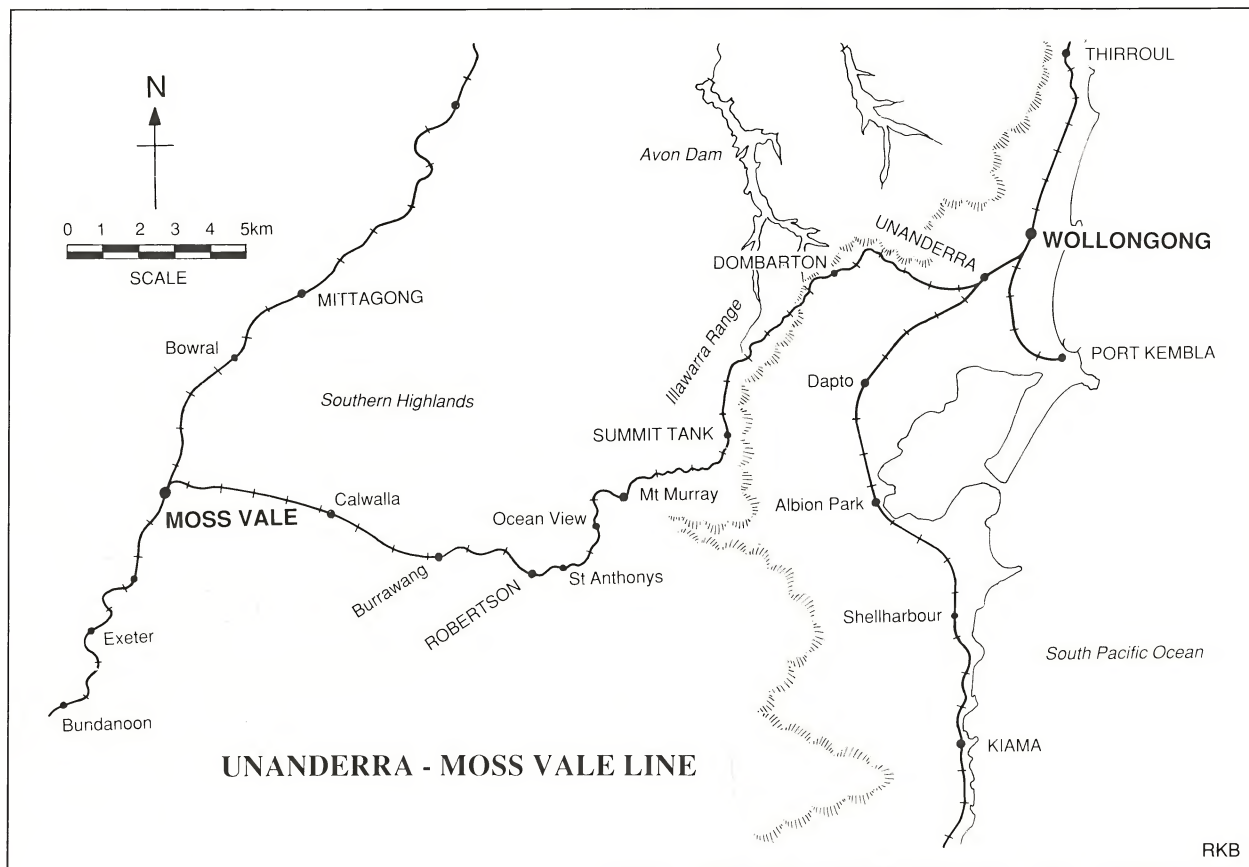 THIRROUL
N
Avon Dam
0 1 2 3 4 5km
SCALE
UNANDERRA
WOLLONGONG
DOMBARTON
MITTAGONG
Illawarra Range
Bowral
PORT KEMBLA
Dapto
Southern Highlands
SUMMIT TANK
MOSS VALE
Calwalla
Mt Murray
Albion Park
Ocean View
Burrawang
ROBERTSON
St Anthonys
Shellharbour
Exeter
South Pacific Ocean
Bundanoon
KIAMA
UNANDERRA - MOSS VALE LINE
RKB